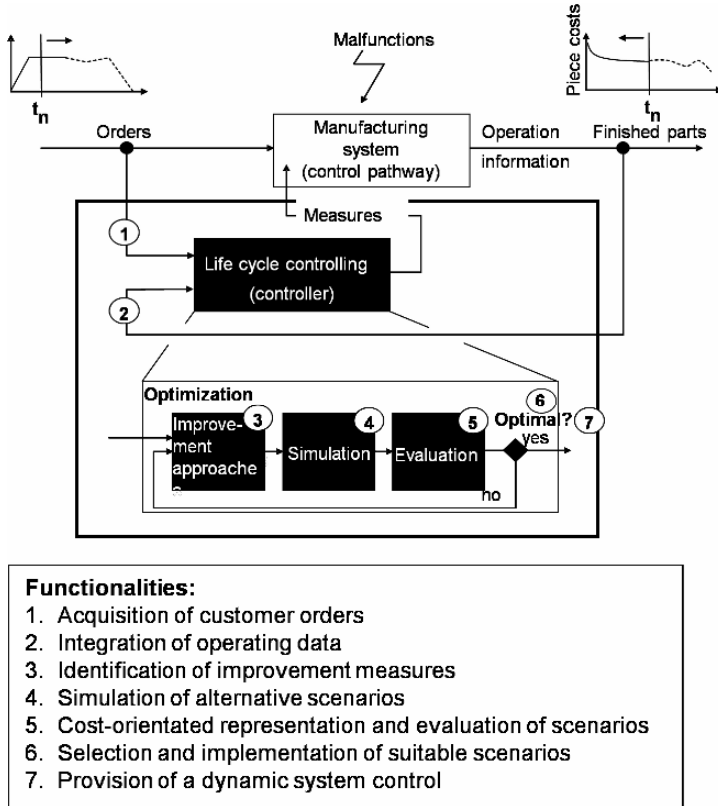 Malfunctions
Piece costs
tn
tn
Orders
Manufacturing
system
(control pathway)
Operation
information
Finished parts
Measures
1
Life cycle controlling
(controller)
2
Optimization
6
Optimal?
7
yes
3
Improve-
ment
approache
s
4
Simulation
5
Evaluation
no
Functionalities:
1. Acquisition of customer orders
2. Integration of operating data
3. Identification of improvement measures
4. Simulation of alternative scenarios
5. Cost-orientated representation and evaluation of scenarios
6. Selection and implementation of suitable scenarios
7. Provision of a dynamic system control